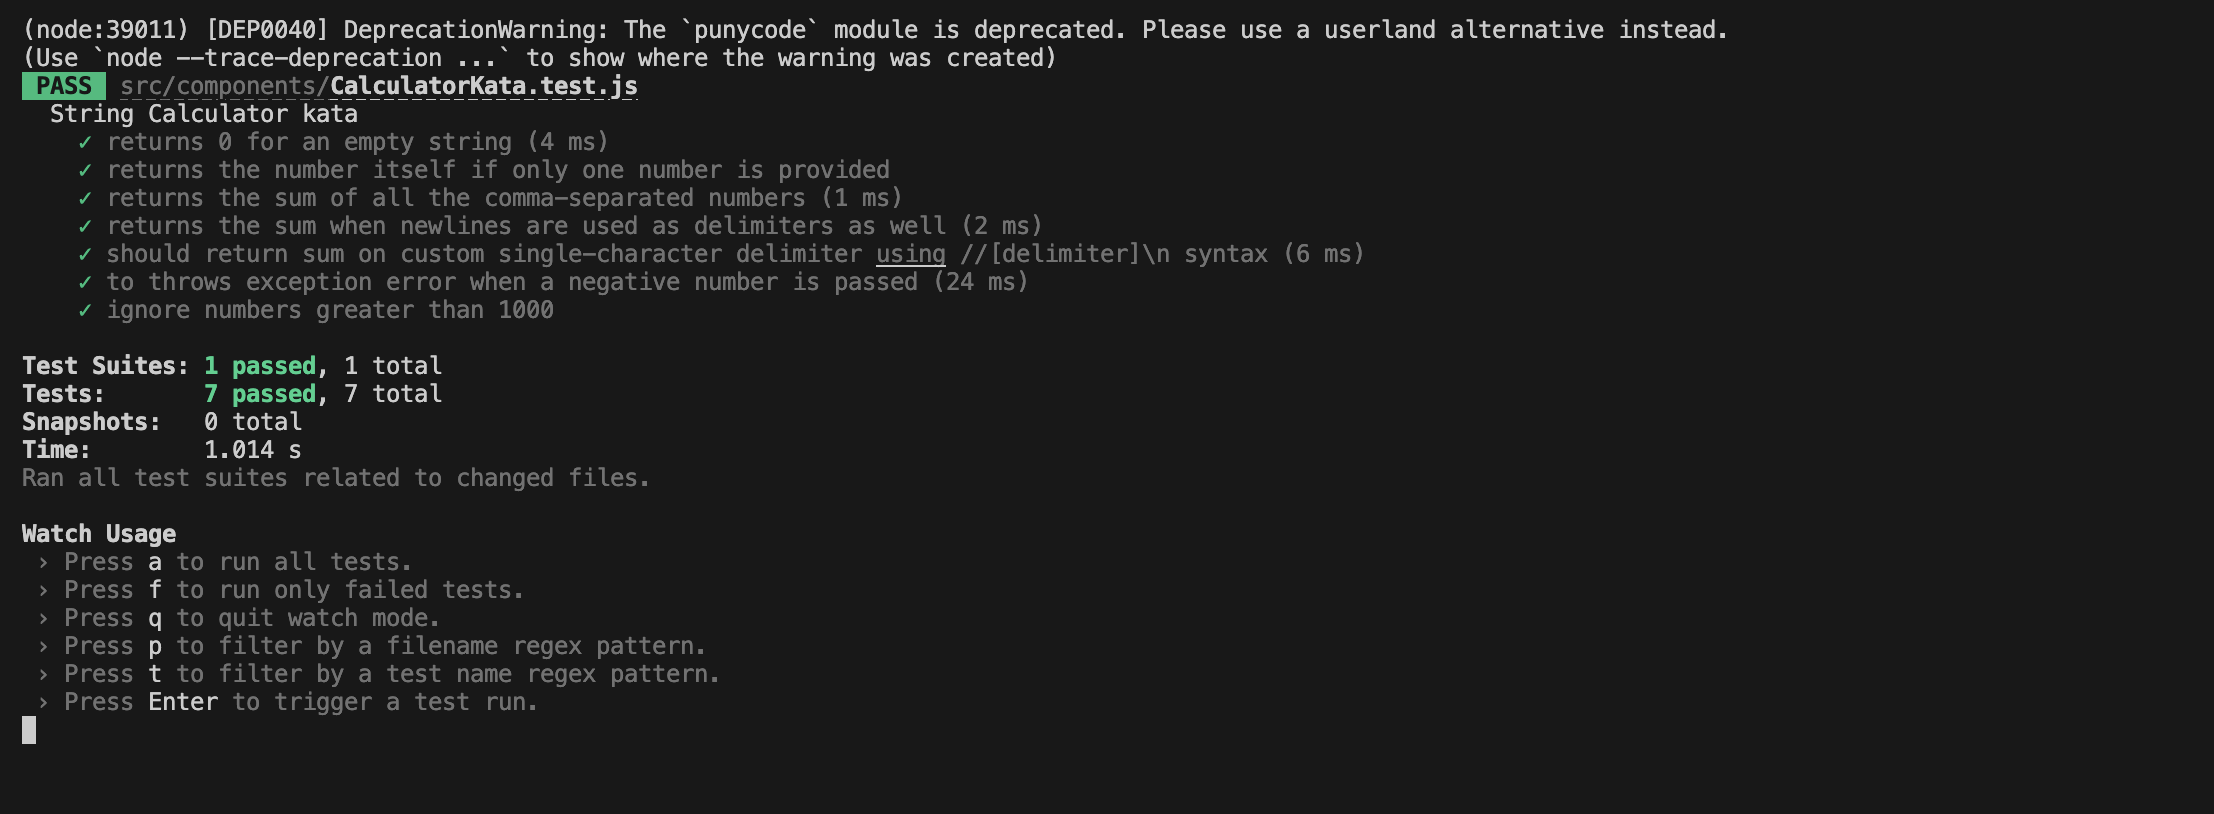 (node:39011) [DEP0040] DeprecationWarning: The `punycode` module is deprecated. Please use a userland alternative instead.
(Use `node --trace-deprecation ...` to show where the warning was created)
PASS src/components/CalculatorKata.test.js
String Calculator kata
✓ returns 0 for an empty string (4 ms)
✓ returns the number itself if only one number is provided
✓ returns the sum of all the comma-separated numbers (1 ms)
✓ returns the sum when newlines are used as delimiters as well (2 ms)
✓ should return sum on custom single-character delimiter using //[delimiter]\n syntax (6 ms)
✓ to throws exception error when a negative number is passed (24 ms)
✓ ignore numbers greater than 1000
Test Suites: 1 passed, 1 total
Tests: 7 passed, 7 total
Snapshots: 0 total
Time: 1.014 s
Ran all test suites related to changed files.
Watch Usage
› Press a to run all tests.
› Press f to run only failed tests.
› Press q to quit watch mode.
› Press p to filter by a filename regex pattern.
› Press t to filter by a test name regex pattern.
› Press Enter to trigger a test run.